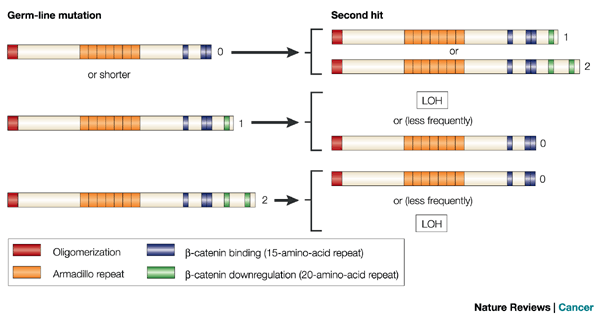 Germ-line mutation
Second hit
0
or shorter
1
or
2
1
LOH
or (less frequently)
0
2
0
or (less frequently)
LOH
Oligomerization
β-catenin binding (15-amino-acid repeat)
Armadillo repeat
β-catenin downregulation (20-amino-acid repeat)
Nature Reviews | Cancer